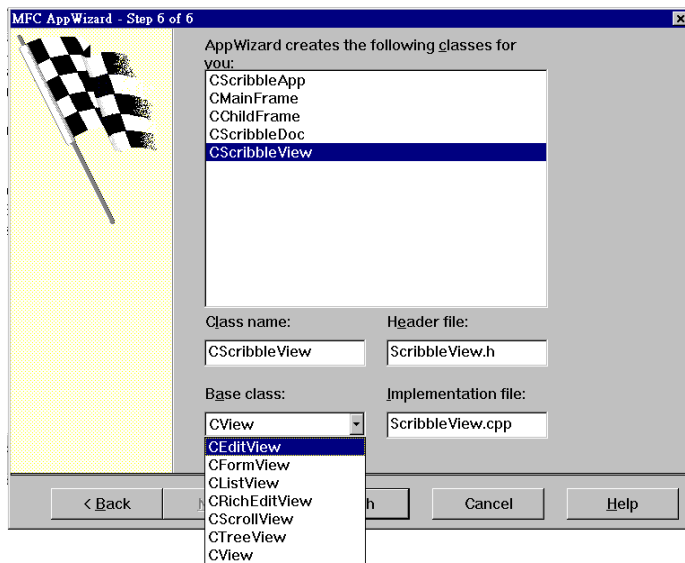 MFC AppWizard - Step 6 of 6
AppWizard creates the following classes for
you:
CScribbleApp
CMainFrame
CChildFrame
CScribbleDoc
CScribbleView
Class name:
Header file:
CScribbleView
ScribbleView.h
Base class:
Implementation file:
CView
ScribbleView.cpp
CEditView
CFormView
CListView
CRichEditView
CScrollView
CTreeView
CView
< Back
Cancel
Help